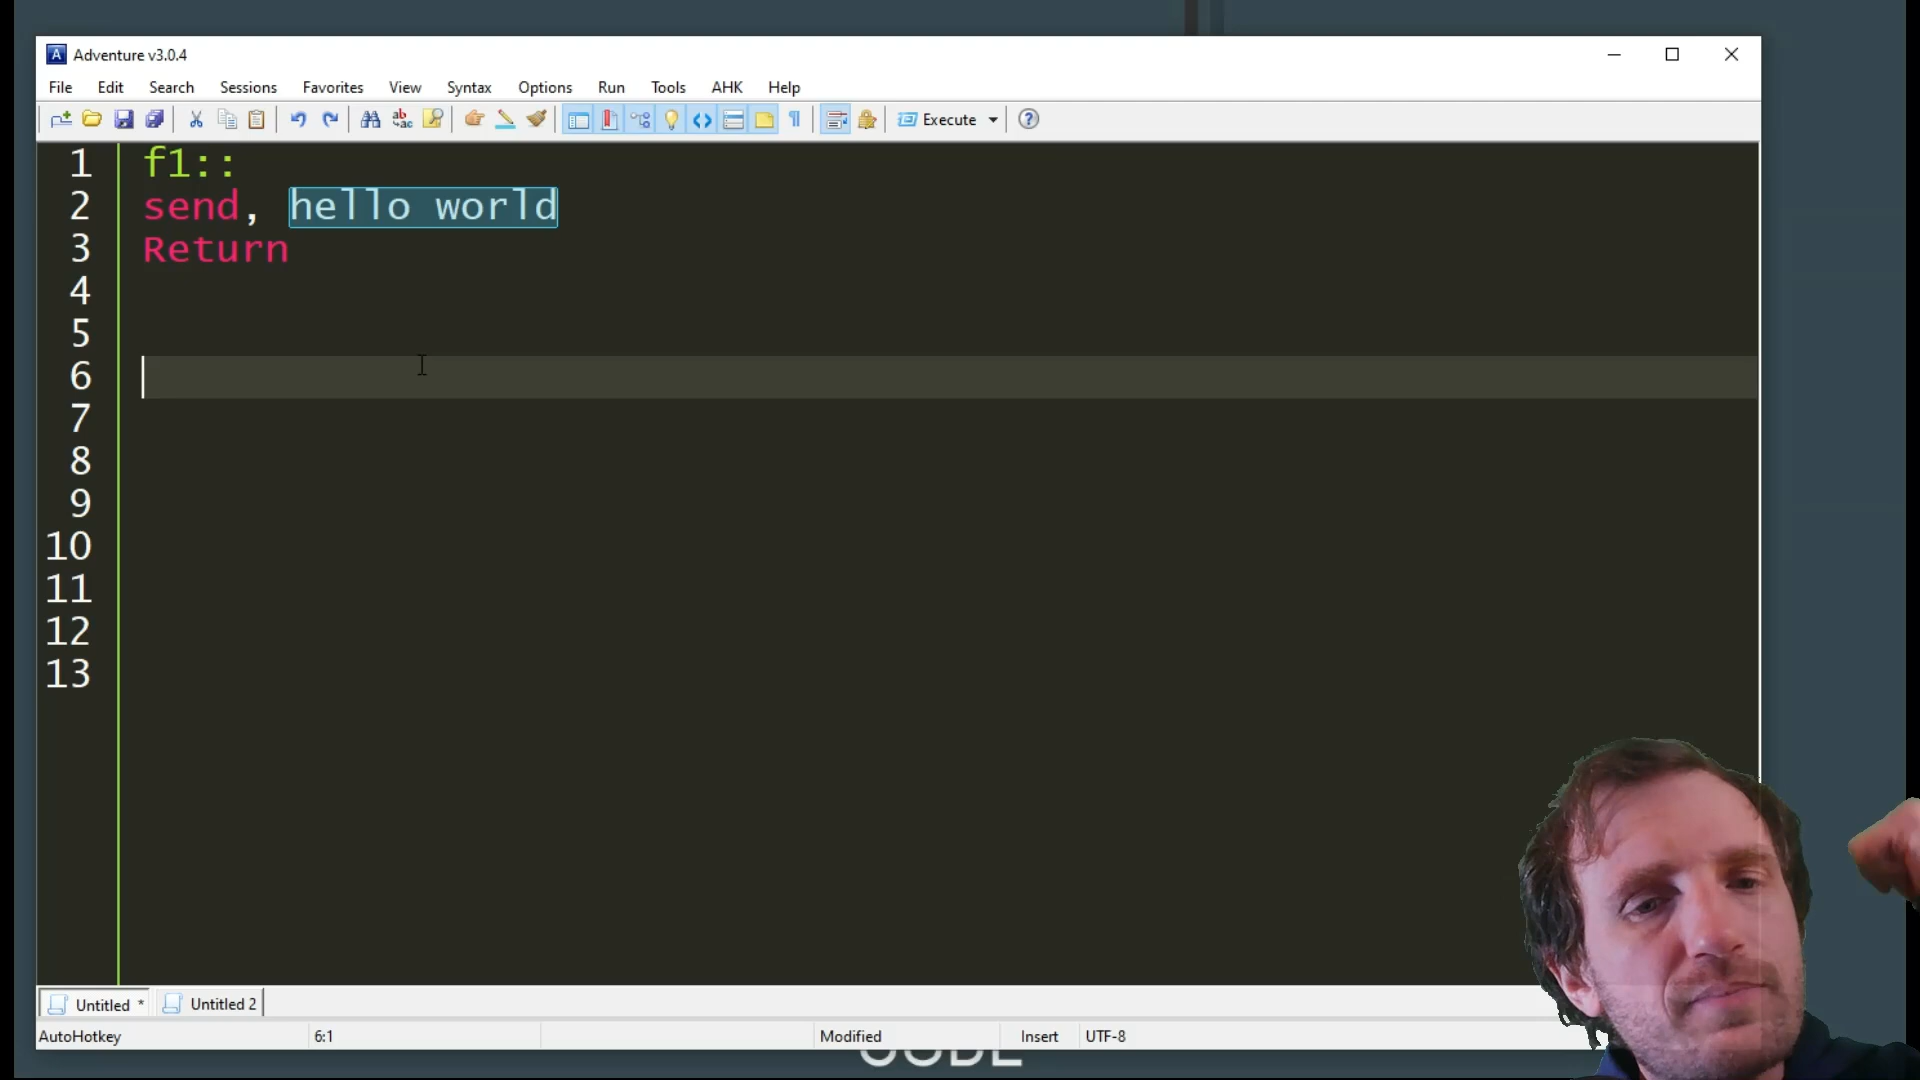 Adventure v3.0.4
File Edit Search Sessions Favorites View Syntax Options Run Tools AHK Help
Execute
1 f1::
2 send, hello world
3 Return
4
5
6
7
8
9
10
11
12
13
Untitled * Untitled 2
AutoHotkey 6:1 Modified Insert UTF-8
CODE